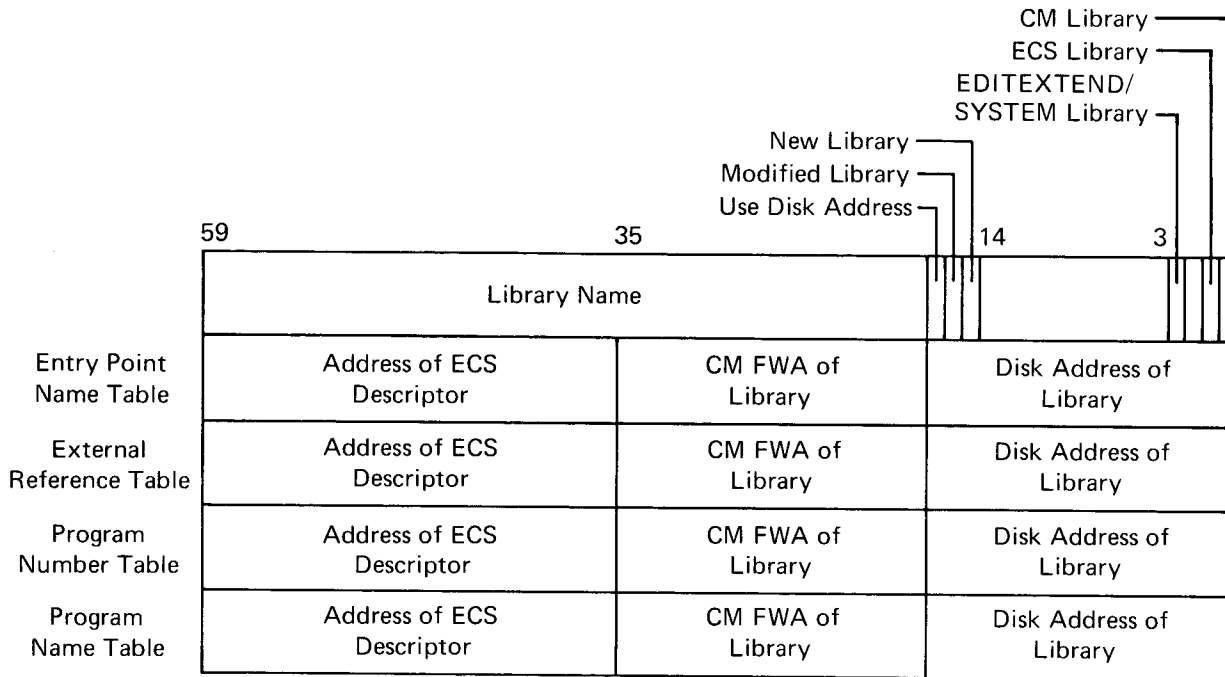 CM Library
ECS Library
EDITEXTEND/
SYSTEM Library
New Library
Modified Library
Use Disk Address
59 35 14 3
Library Name
Entry Point
Name Table
Address of ECS
Descriptor
CM FWA of
Library
Disk Address of
Library
External
Reference Table
Address of ECS
Descriptor
CM FWA of
Library
Disk Address of
Library
Program
Number Table
Address of ECS
Descriptor
CM FWA of
Library
Disk Address of
Library
Program
Name Table
Address of ECS
Descriptor
CM FWA of
Library
Disk Address of
Library